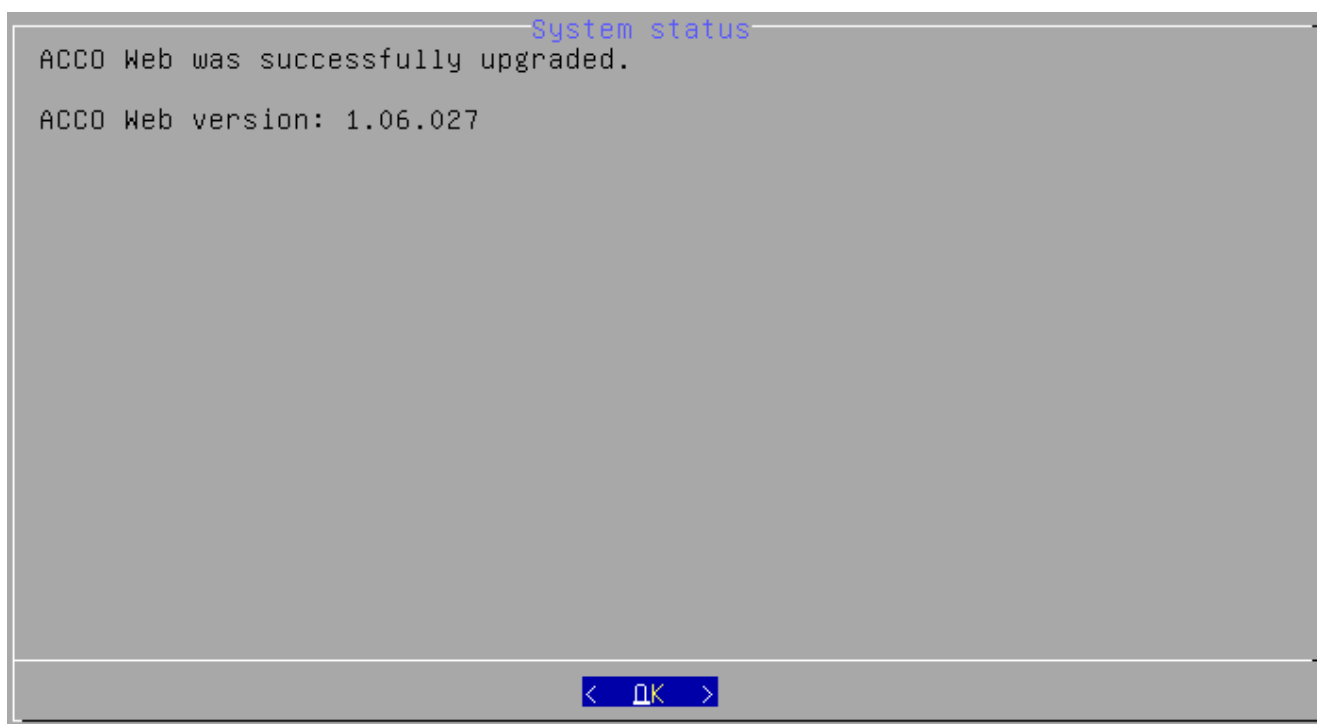 System status
ACCO Web was successfully upgraded.
ACCO Web version: 1.06.027
< OK >